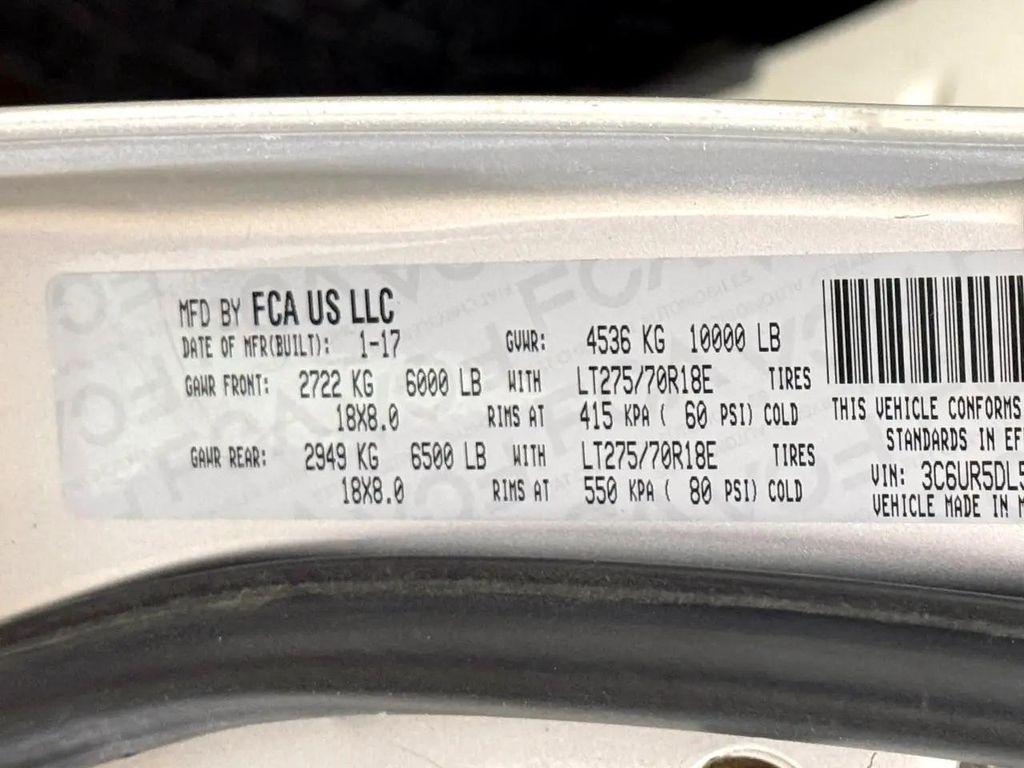 MFD BY FCA US LLC
DATE OF MFR(BUILT): 1-17 GVWR: 4536 KG 10000 LB
GAWR FRONT: 2722 KG 6000 LB WITH LT275/70R18E TIRES
18X8.0 RIMS AT 415 KPA ( 60 PSI) COLD
GAWR REAR: 2949 KG 6500 LB WITH LT275/70R18E TIRES
18X8.0 RIMS AT 550 KPA ( 80 PSI) COLD
THIS VEHICLE CONFORMS
STANDARDS IN EF
VIN: 3C6UR5DL5
VEHICLE MADE IN M